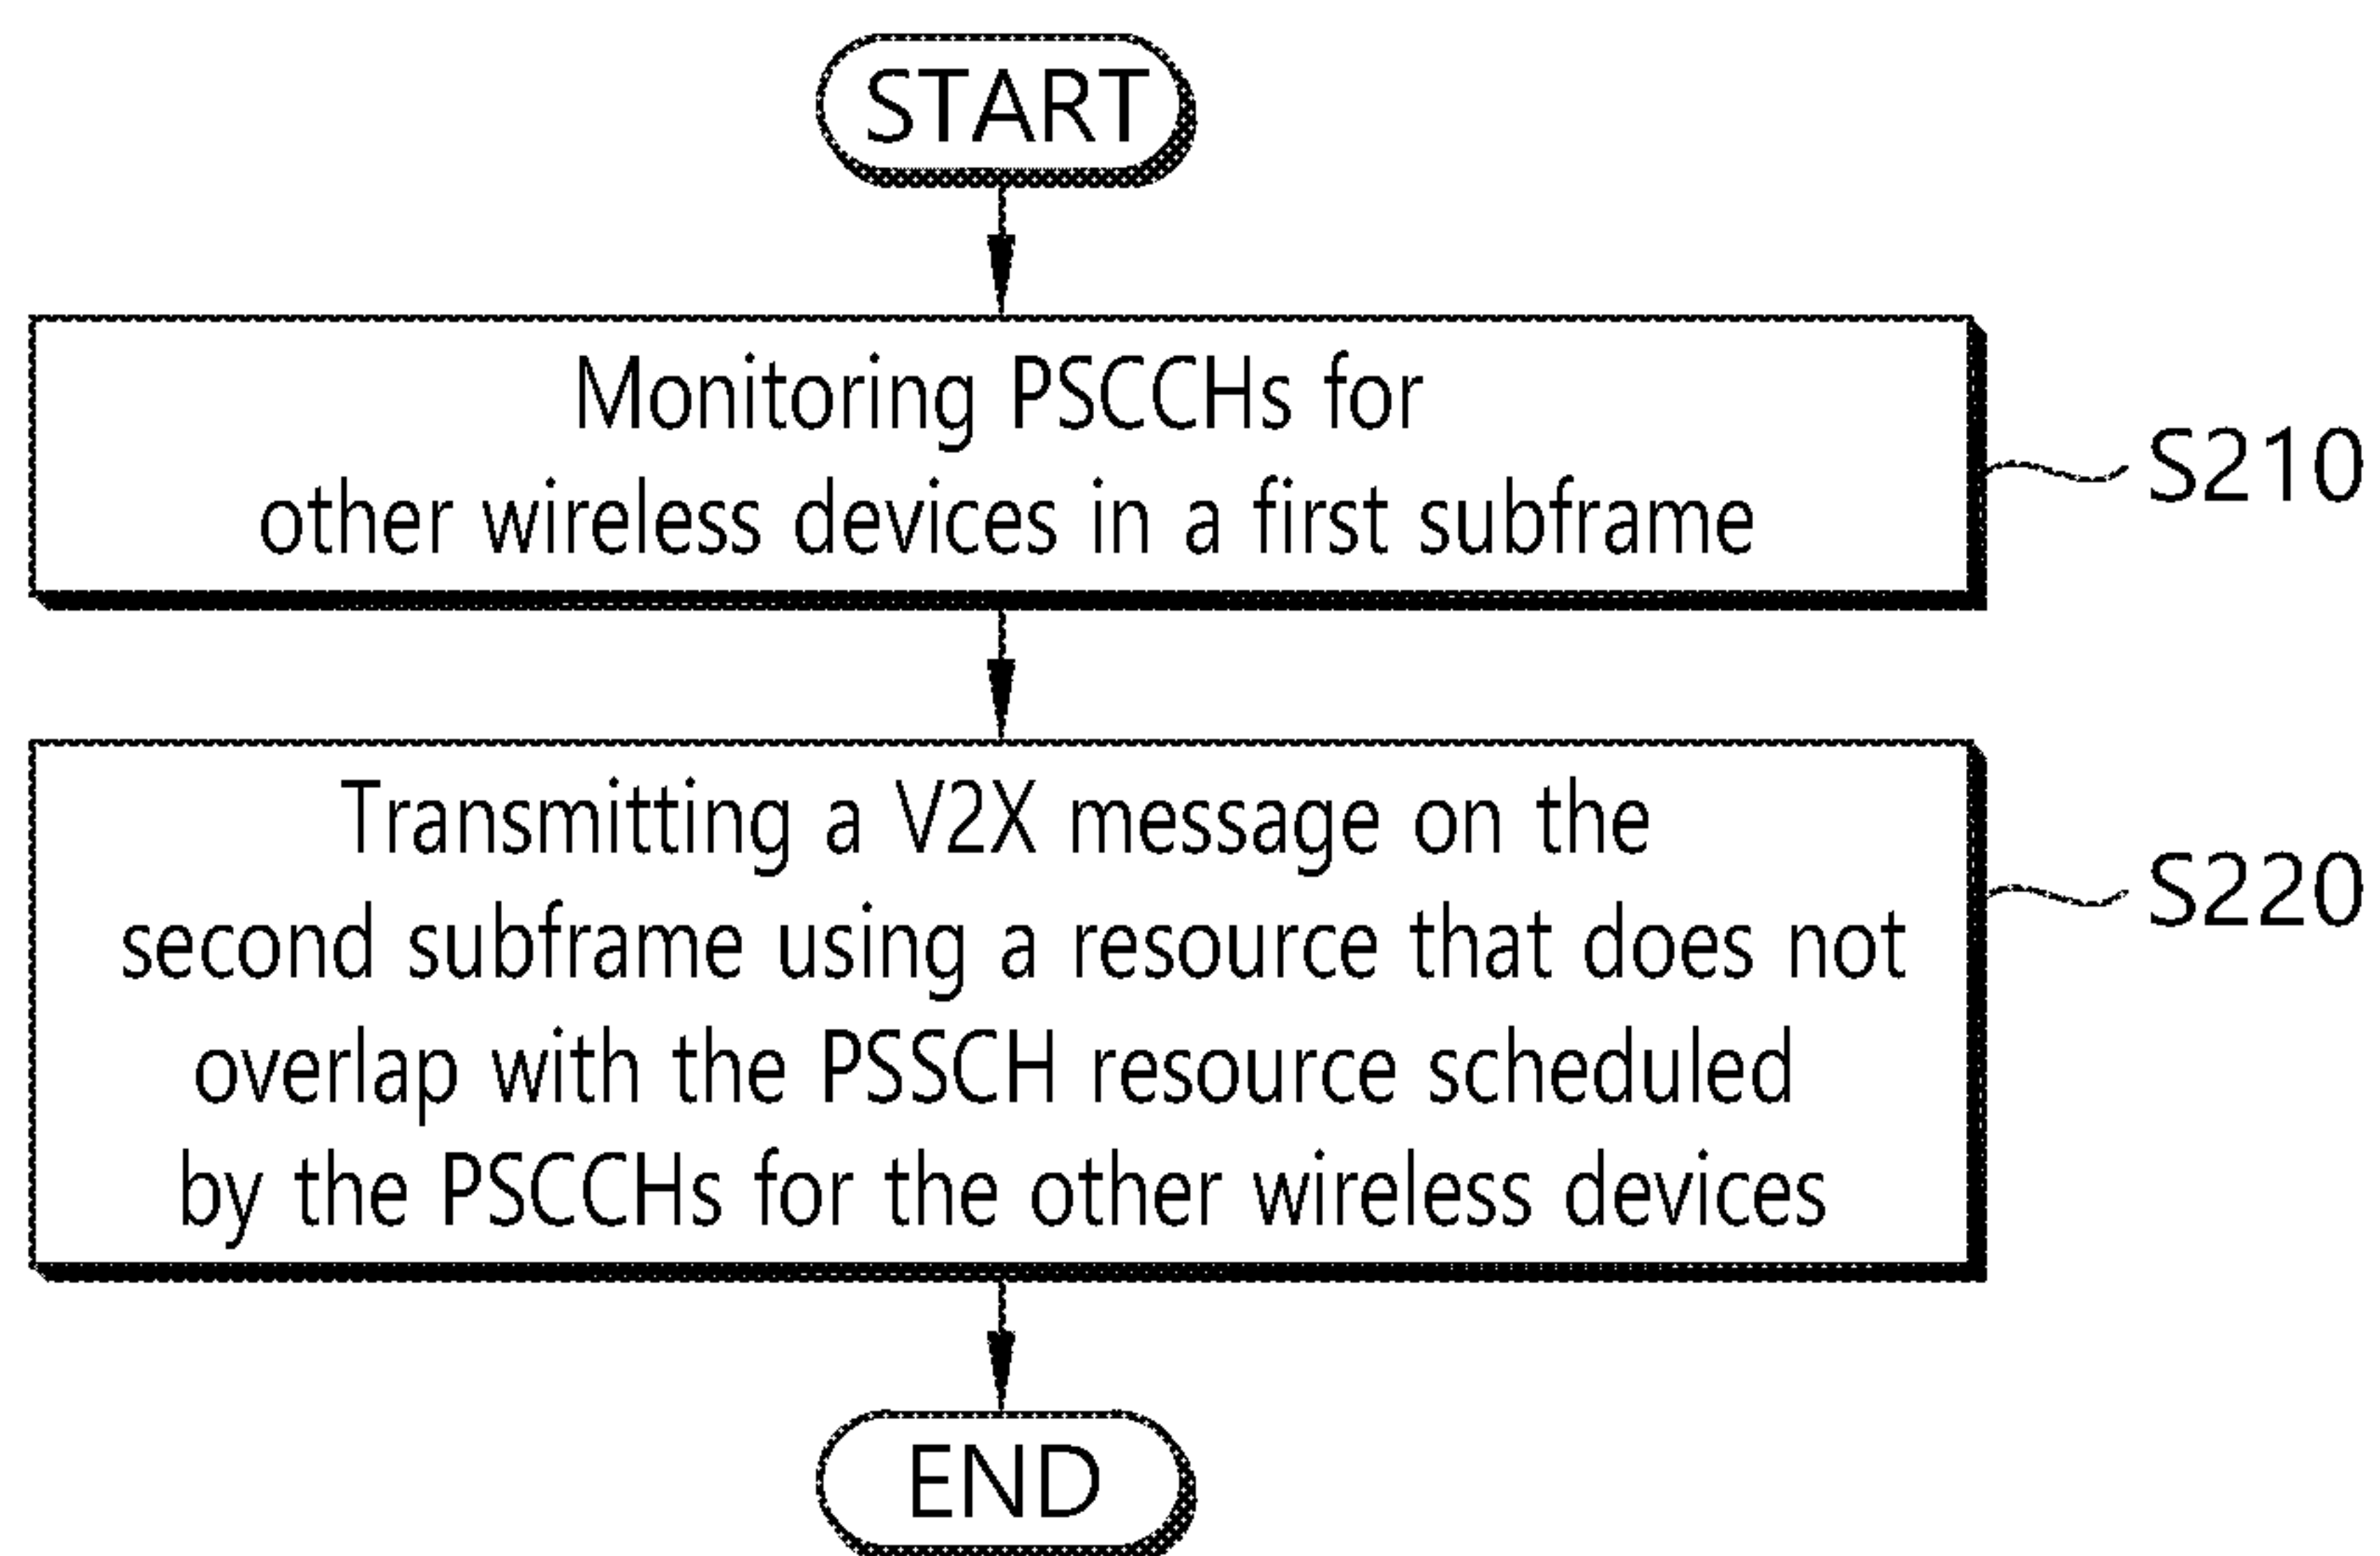 START
Monitoring PSCCHs for
other wireless devices in a first subframe
S210
Transmitting a V2X message on the
second subframe using a resource that does not
overlap with the PSSCH resource scheduled
by the PSCCHs for the other wireless devices
S220
END